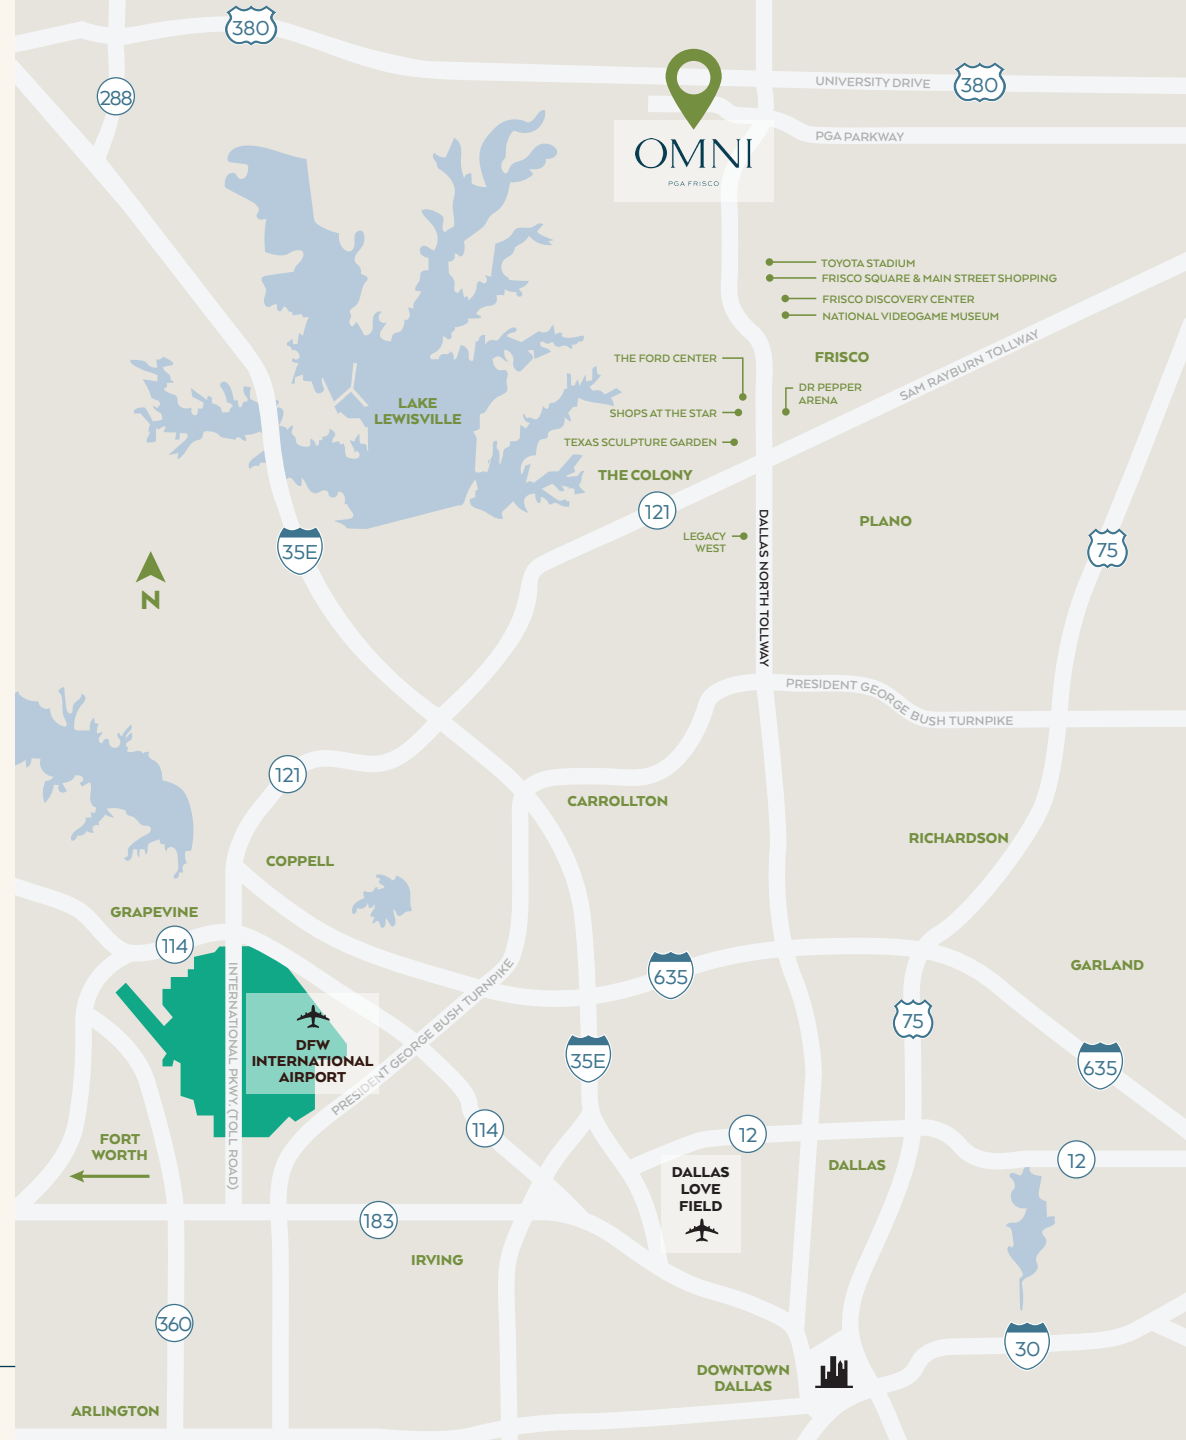 380
288
UNIVERSITY DRIVE
380
PGA PARKWAY
OMNI
PGA FRISCO
TOYOTA STADIUM
FRISCO SQUARE & MAIN STREET SHOPPING
FRISCO DISCOVERY CENTER
NATIONAL VIDEOGAME MUSEUM
THE FORD CENTER
FRISCO
SAM RAYBURN TOLLWAY
DR PEPPER
ARENA
LAKE
LEWISVILLE
SHOPS AT THE STAR
TEXAS SCULPTURE GARDEN
THE COLONY
121
PLANO
35E
LEGACY
WEST
DALLAS NORTH TOLLWAY
75
N
PRESIDENT GEORGE BUSH TURNPIKE
121
CARROLLTON
RICHARDSON
COPPELL
GRAPEVINE
114
INTERNATIONAL PKWY. (TOLL ROAD)
PRESIDENT GEORGE BUSH TURNPIKE
635
GARLAND
75
DFW
INTERNATIONAL
AIRPORT
35E
635
114
12
FORT
WORTH
DALLAS
12
DALLAS
LOVE
FIELD
183
IRVING
360
30
DOWNTOWN
DALLAS
ARLINGTON